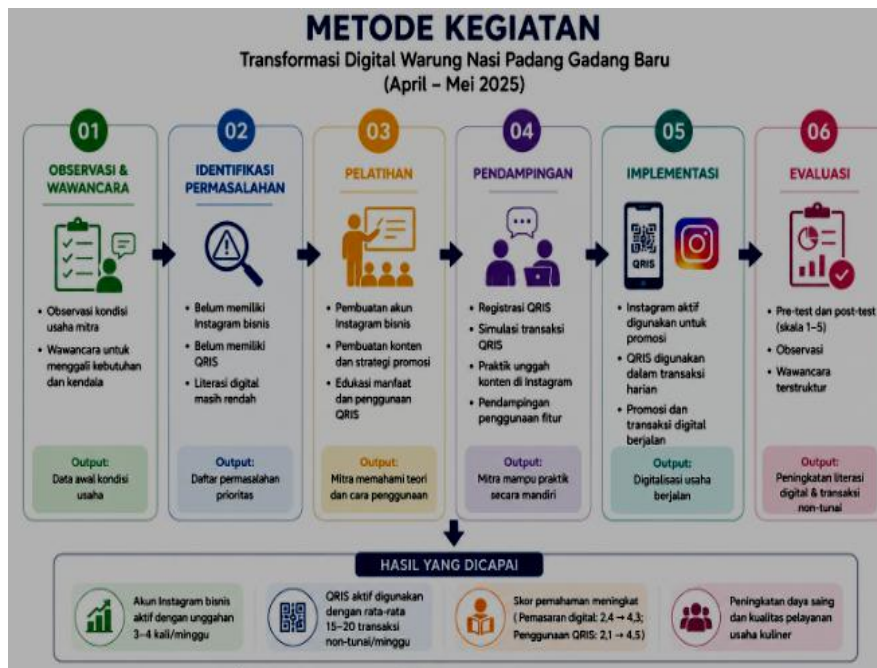 METODE KEGIATAN
Transformasi Digital Warung Nasi Padang Gadang Baru
(April – Mei 2025)
01
OBSERVASI &
WAWANCARA
• Observasi kondisi
usaha mitra
• Wawancara untuk
menggali kebutuhan
dan kendala
Output:
Data awal kondisi
usaha
02
IDENTIFIKASI
PERMASALAHAN
• Belum memiliki
Instagram bisnis
• Belum memiliki
QRIS
• Literasi digital
masih rendah
Output:
Daftar permasalahan
prioritas
03
PELATIHAN
• Pembuatan akun
Instagram bisnis
• Pembuatan konten
dan strategi promosi
• Edukasi manfaat
dan penggunaan
QRIS
Output:
Mitra memahami teori
dan cara penggunaan
04
PENDAMPINGAN
• Registrasi QRIS
• Simulasi transaksi
QRIS
• Praktik unggah
konten di Instagram
• Pendampingan
penggunaan fitur
Output:
Mitra mampu praktik
secara mandiri
05
IMPLEMENTASI
QRIS
• Instagram aktif
digunakan untuk
promosi
• QRIS digunakan
dalam transaksi
harian
• Promosi dan
transaksi digital
berjalan
Output:
Digitalisasi usaha
berjalan
06
EVALUASI
• Pre-test dan post-test
(skala 1–5)
• Observasi
• Wawancara
terstruktur
Output:
Peningkatan literasi
digital & transaksi
non-tunai
HASIL YANG DICAPAI
Akun Instagram bisnis
aktif dengan unggahan
3–4 kali/minggu
QRIS aktif digunakan
dengan rata-rata
15–20 transaksi
non-tunai/minggu
Skor pemahaman meningkat
(Pemasaran digital: 2,4 → 4,3;
Penggunaan QRIS: 2,1 → 4,5)
Peningkatan daya saing
dan kualitas pelayanan
usaha kuliner